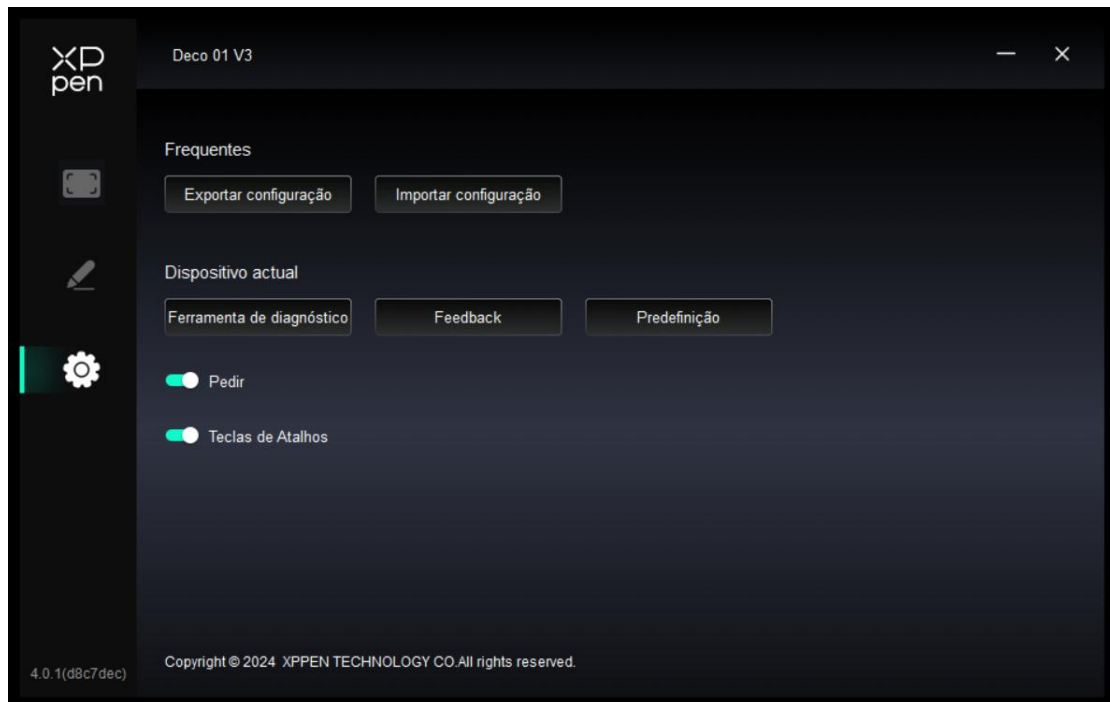 XP
pen
Deco 01 V3
Frequentes
Exportar configuração
Importar configuração
Dispositivo actual
Ferramenta de diagnóstico
Feedback
Predefinição
Pedir
Teclas de Atalhos
4.0.1(d8c7dec)
Copyright © 2024 XPPEN TECHNOLOGY CO.All rights reserved.